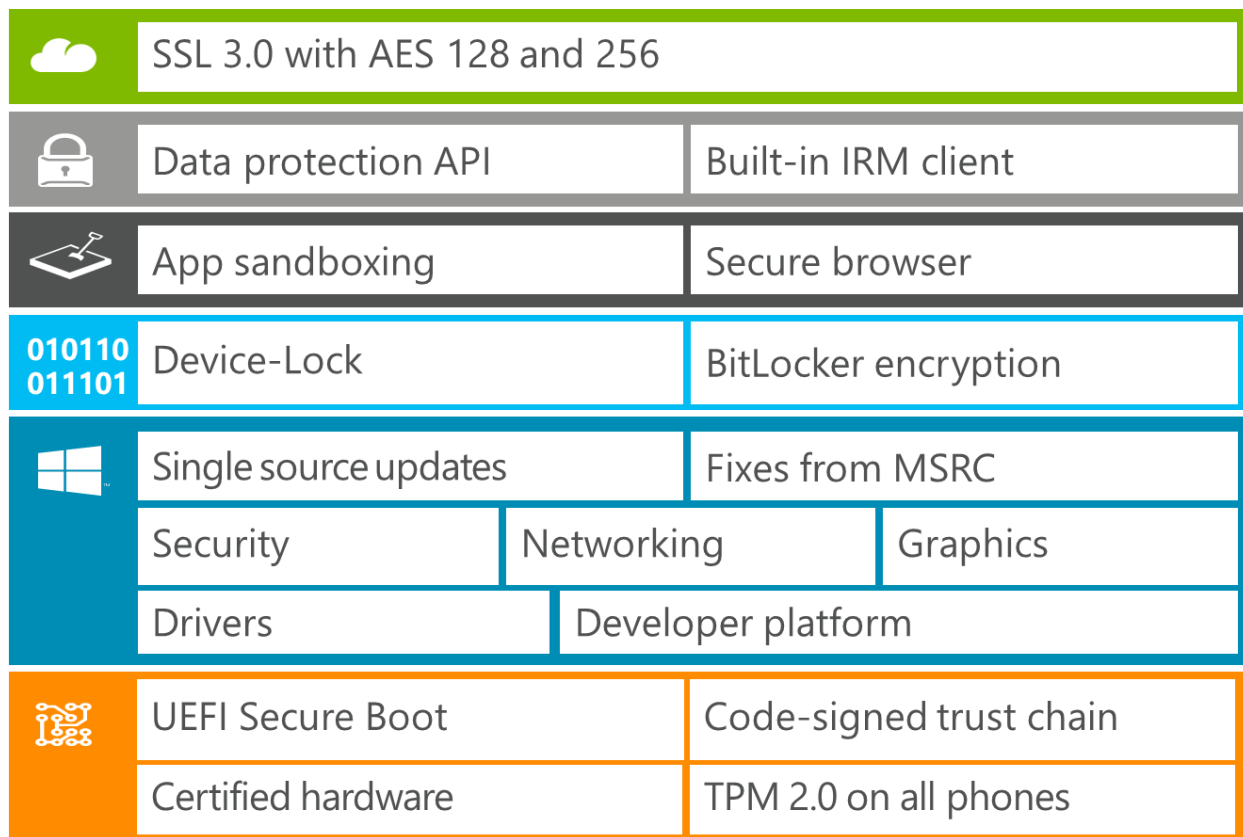 SSL 3.0 with AES 128 and 256
Data protection API
Built-in IRM client
App sandboxing
Secure browser
010110
011101
Device-Lock
BitLocker encryption
Single source updates
Fixes from MSRC
Security
Networking
Graphics
Drivers
Developer platform
UEFI Secure Boot
Code-signed trust chain
Certified hardware
TPM 2.0 on all phones